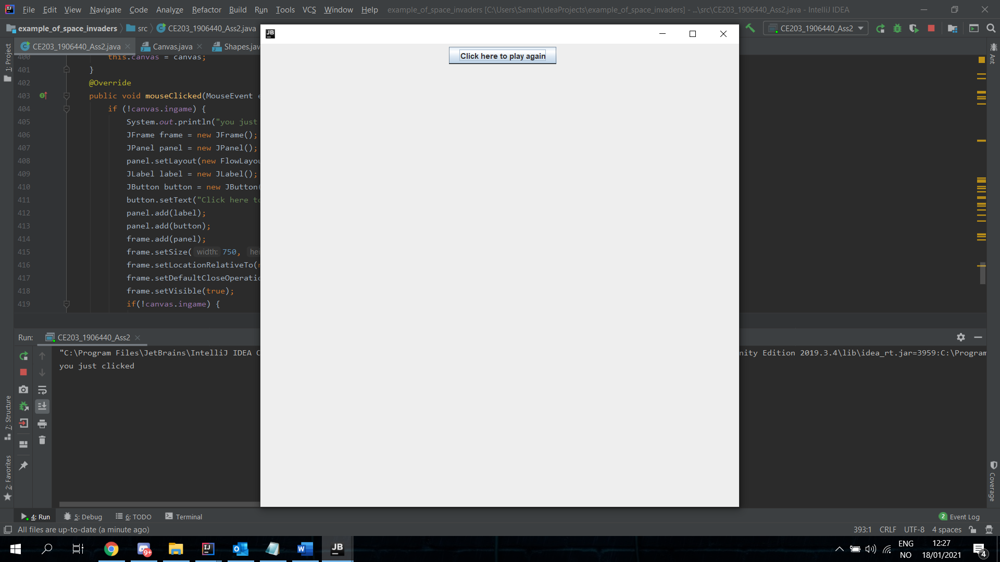 File Edit View Navigate Code Analyze Refactor Build Run Tools VCS Window Help example_of_space_invaders [C:\Users\Samat\IdeaProjects\example_of_space_invaders] - ...\src\CE203_1906440_Ass2.java - IntelliJ IDEA
example_of_space_invaders src CE203_1906440_Ass2.java
CE203_1906440_Ass2
CE203_1906440_Ass2.java Canvas.java Shapes.jav
JB
Click here to play again
1: Project
Ant
400 this.canvas = canvas;
401 }
402 @Override
403 public void mouseClicked(MouseEvent e
404 if (!canvas.ingame) {
405 System.out.println("you just
406 JFrame frame = new JFrame();
407 JPanel panel = new JPanel();
408 panel.setLayout(new FlowLayou
409 JLabel label = new JLabel();
410 JButton button = new JButton(
411 button.setText("Click here to
412 panel.add(label);
413 panel.add(button);
414 frame.add(panel);
415 frame.setSize( width: 750, hei
416 frame.setLocationRelativeTo(n
417 frame.setDefaultCloseOperatio
418 frame.setVisible(true);
419 if(!canvas.ingame) {
Run: CE203_1906440_Ass2
"C:\Program Files\JetBrains\IntelliJ IDEA C nity Edition 2019.3.4\lib\idea_rt.jar=3959:C:\Program
you just clicked
7: Structure
2: Favorites
Coverage
4: Run 5: Debug 6: TODO Terminal 2 Event Log
All files are up-to-date (a minute ago) 393:1 CRLF UTF-8 4 spaces
9+ JB
ENG 12:27
NO 18/01/2021 4